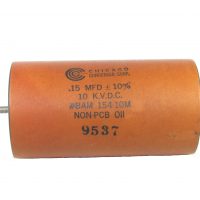 CHICAGO
CONDENSER CORP.
.15 MFD ± 10%
10 K.V.D.C.
#BAM 154-10M
NON-PCB OIL
9537